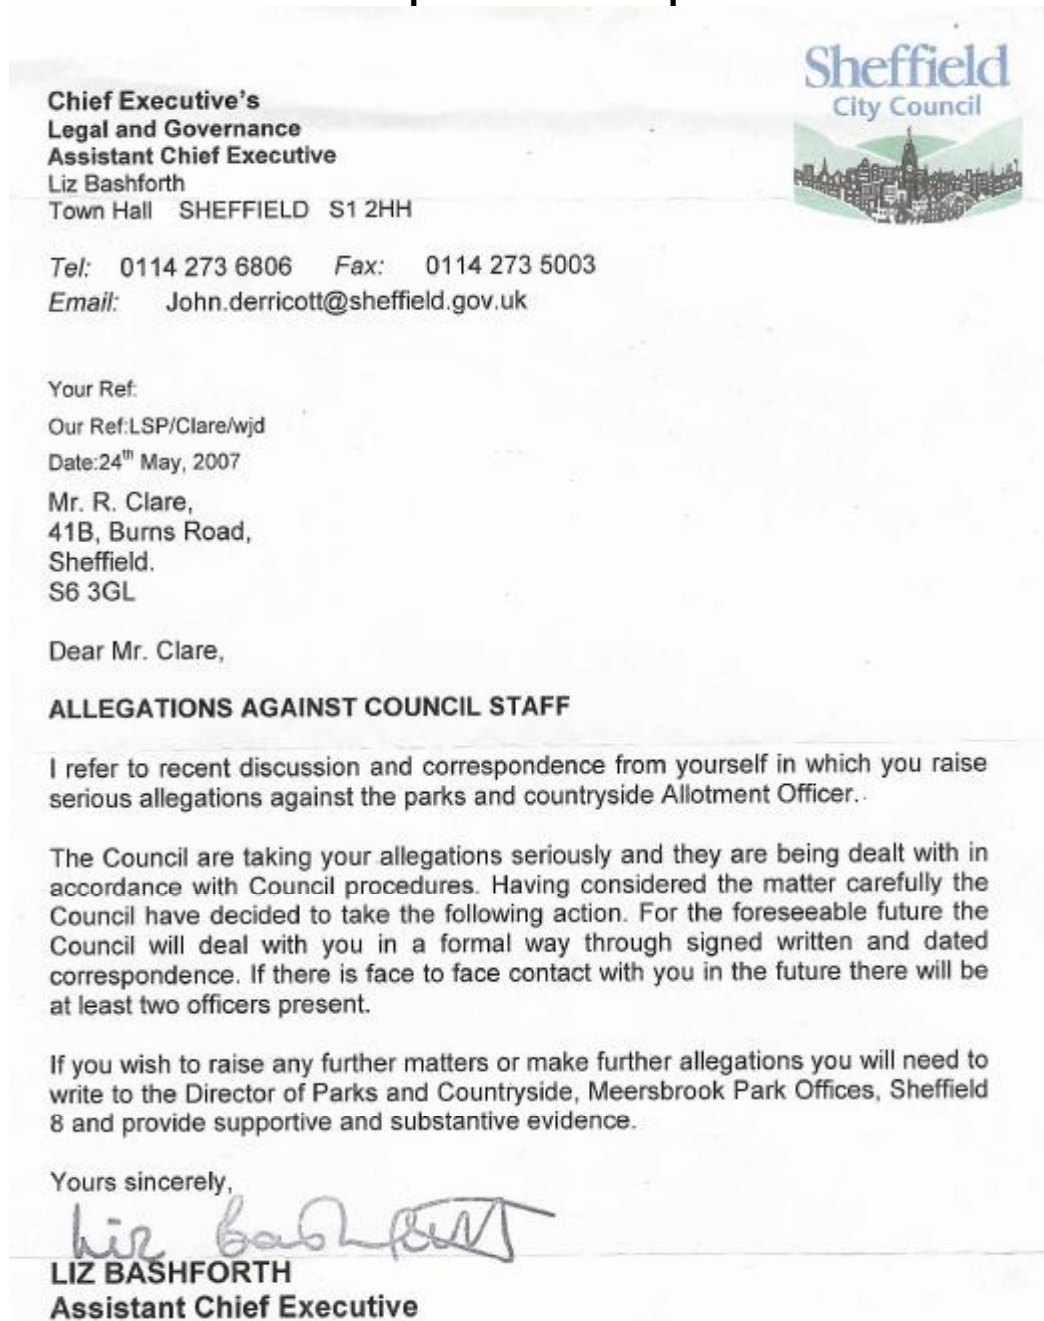 Sheffield
City Council
Chief Executive's
Legal and Governance
Assistant Chief Executive
Liz Bashforth
Town Hall SHEFFIELD S1 2HH
Tel: 0114 273 6806 Fax: 0114 273 5003
Email: John.derricott@sheffield.gov.uk
Your Ref:
Our Ref:LSP/Clare/wjd
Date:24th May, 2007
Mr. R. Clare,
41B, Burns Road,
Sheffield.
S6 3GL
Dear Mr. Clare,
ALLEGATIONS AGAINST COUNCIL STAFF
I refer to recent discussion and correspondence from yourself in which you raise
serious allegations against the parks and countryside Allotment Officer.
The Council are taking your allegations seriously and they are being dealt with in
accordance with Council procedures. Having considered the matter carefully the
Council have decided to take the following action. For the foreseeable future the
Council will deal with you in a formal way through signed written and dated
correspondence. If there is face to face contact with you in the future there will be
at least two officers present.
If you wish to raise any further matters or make further allegations you will need to
write to the Director of Parks and Countryside, Meersbrook Park Offices, Sheffield
8 and provide supportive and substantive evidence.
Yours sincerely,
Liz Bashforth
LIZ BASHFORTH
Assistant Chief Executive